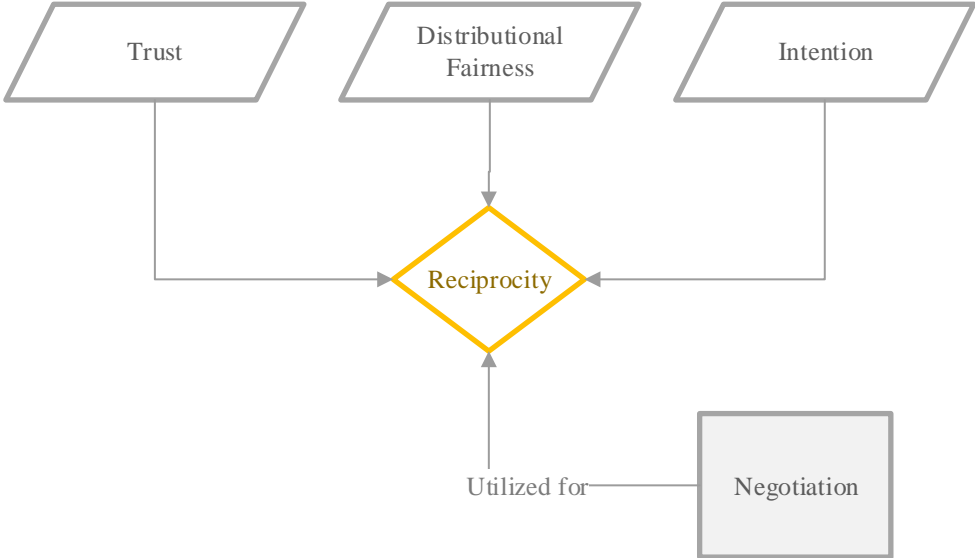 Trust
Distributional
Fairness
Intention
Reciprocity
Utilized for
Negotiation